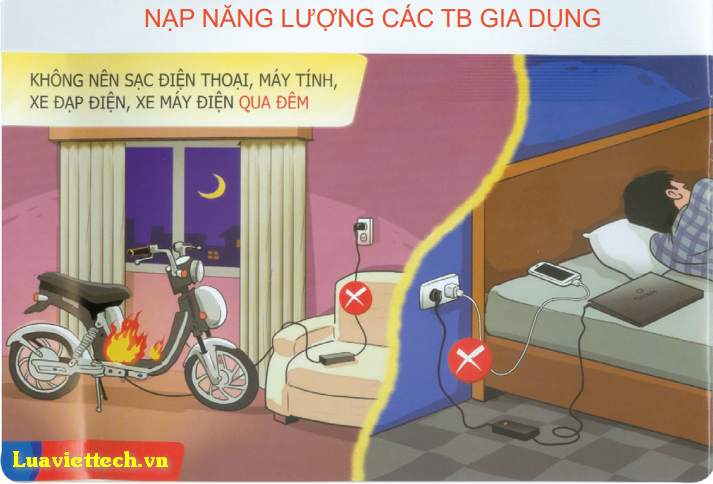 NẠP NĂNG LƯỢNG CÁC TB GIA DỤNG
KHÔNG NÊN SẠC ĐIỆN THOẠI, MÁY TÍNH,
XE ĐẠP ĐIỆN, XE MÁY ĐIỆN QUA ĐÊM
Luaviettech.vn